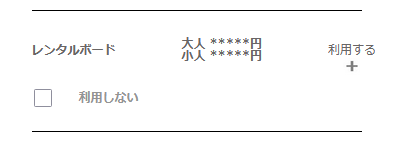 レンタルボード
大人 *****円
小人 *****円
利用する
+
利用しない